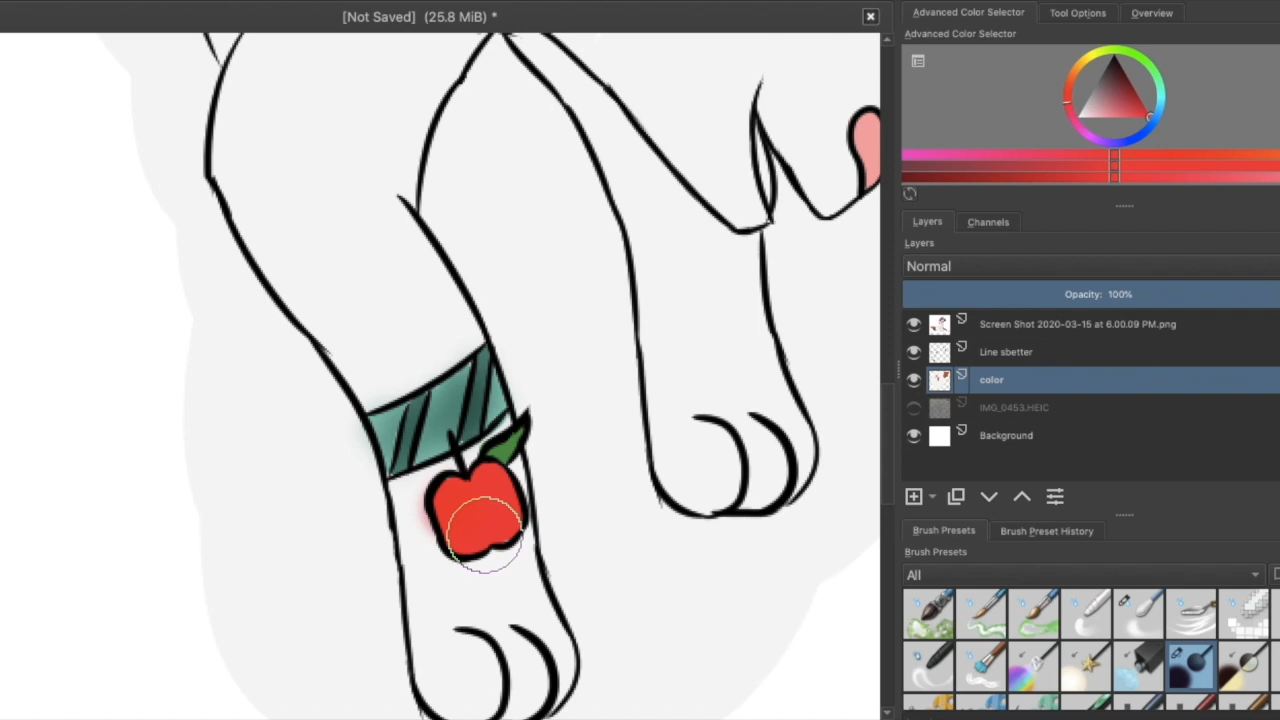 [Not Saved] (25.8 MiB) *
Advanced Color Selector
Tool Options
Overview
Advanced Color Selector
Layers
Channels
Layers
Normal
Opacity: 100%
Screen Shot 2020-03-15 at 6.00.09 PM.png
Line sbetter
color
IMG_0453.HEIC
Background
Brush Presets
Brush Preset History
Brush Presets
All